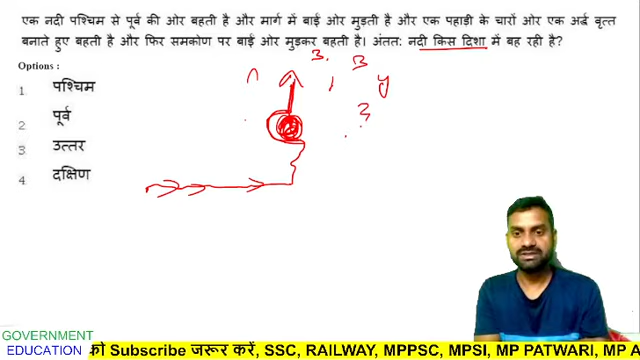 एक नदी पश्चिम से पूर्व की ओर बहती है और मार्ग में बाईं ओर मुड़ती है और एक पहाड़ी के चारों ओर एक अर्द्ध वृत्त
बनाते हुए बहती है और फिर समकोण पर बाईं ओर मुड़कर बहती है। अंतत: नदी किस दिशा में बह रही है?
Options :
1. पश्चिम
2. पूर्व
3. उत्तर
4. दक्षिण
GOVERNMENT
EDUCATION
को Subscribe जरूर करें, SSC, RAILWAY, MPPSC, MPSI, MP PATWARI, MP A